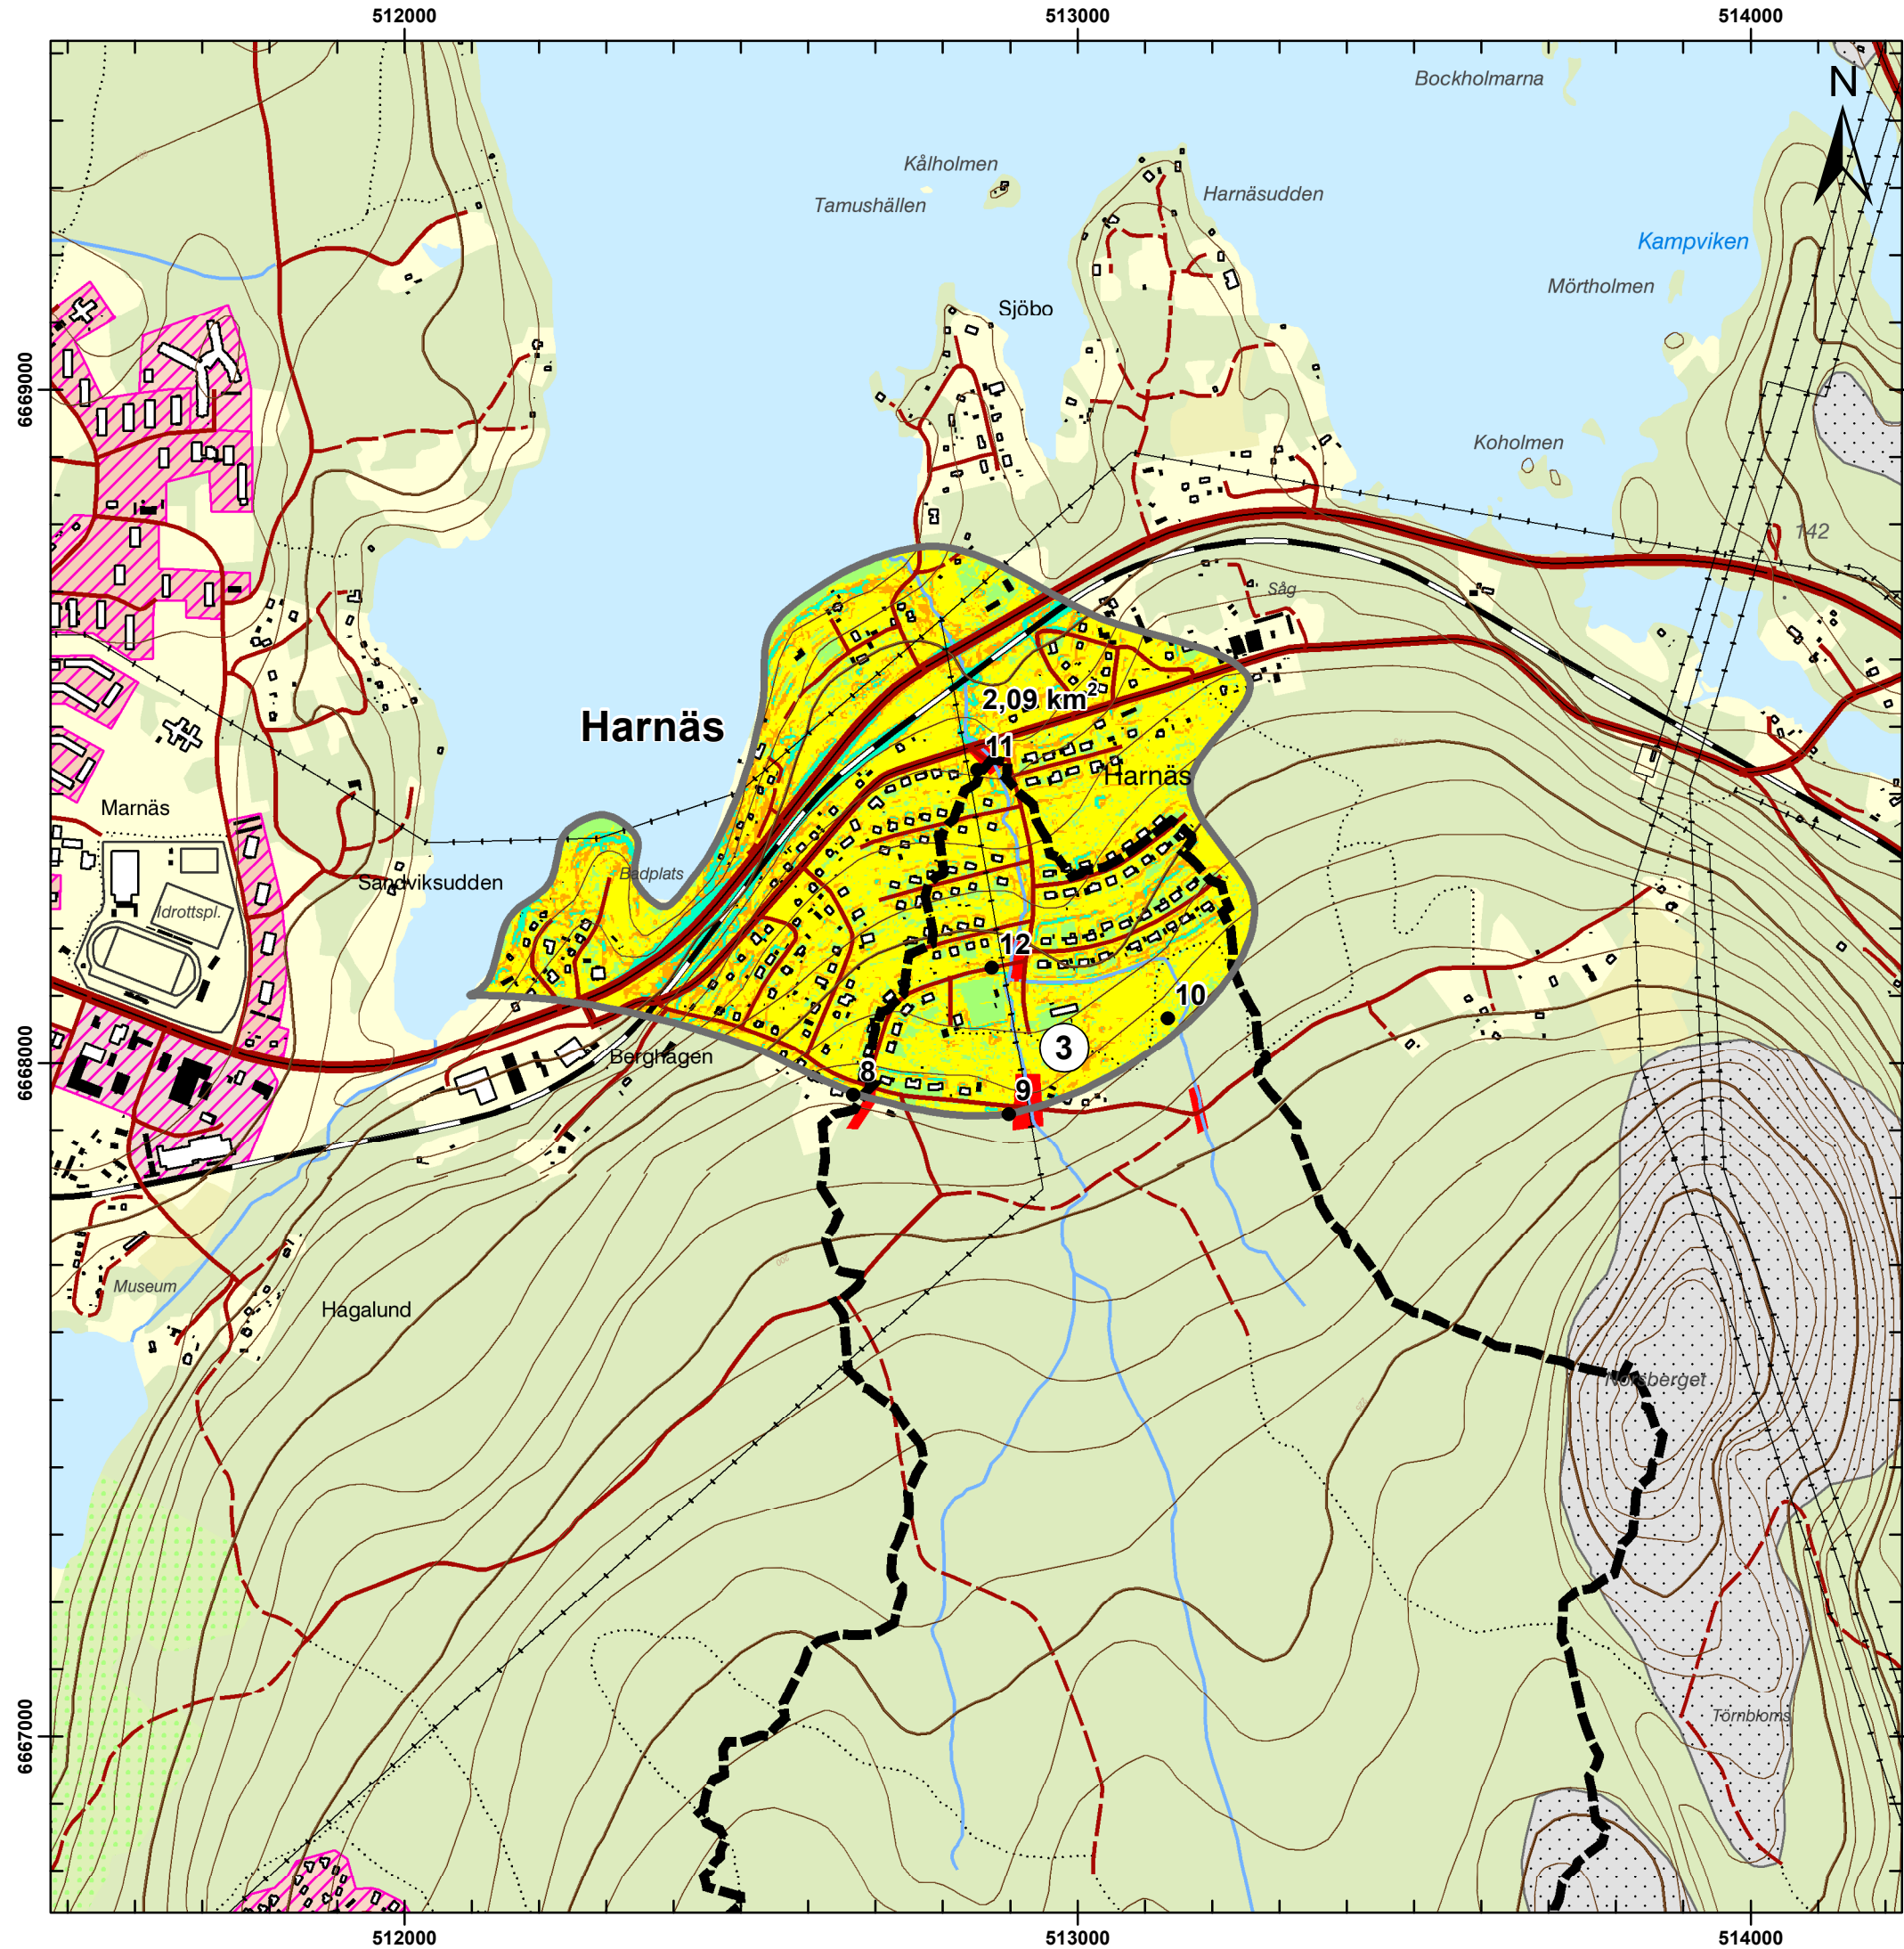 512000
513000
514000
N
Bockholmarna
Kålholmen
Tamushällen
Harnäsudden
Kampviken
Mörtholmen
Sjöbo
6669000
Koholmen
142
Såg
2,09 km²
Harnäs
11
Harnäs
Marnäs
Badplats
Sandviksudden
Idrottspl.
12
10
3
6668000
Berghagen
8
9
Museum
Hagalund
Norsberget
6667000
Törnbloms
512000
513000
514000